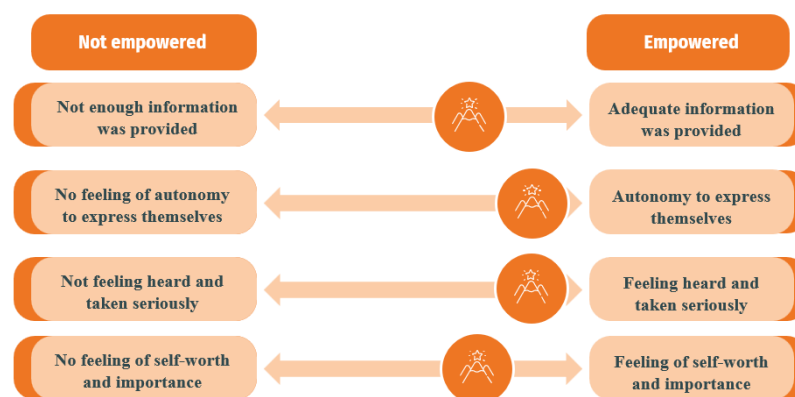 Not empowered
Empowered
Not enough information
was provided
Adequate information
was provided
No feeling of autonomy
to express themselves
Autonomy to express
themselves
Not feeling heard and
taken seriously
Feeling heard and
taken seriously
No feeling of self-worth
and importance
Feeling of self-worth
and importance